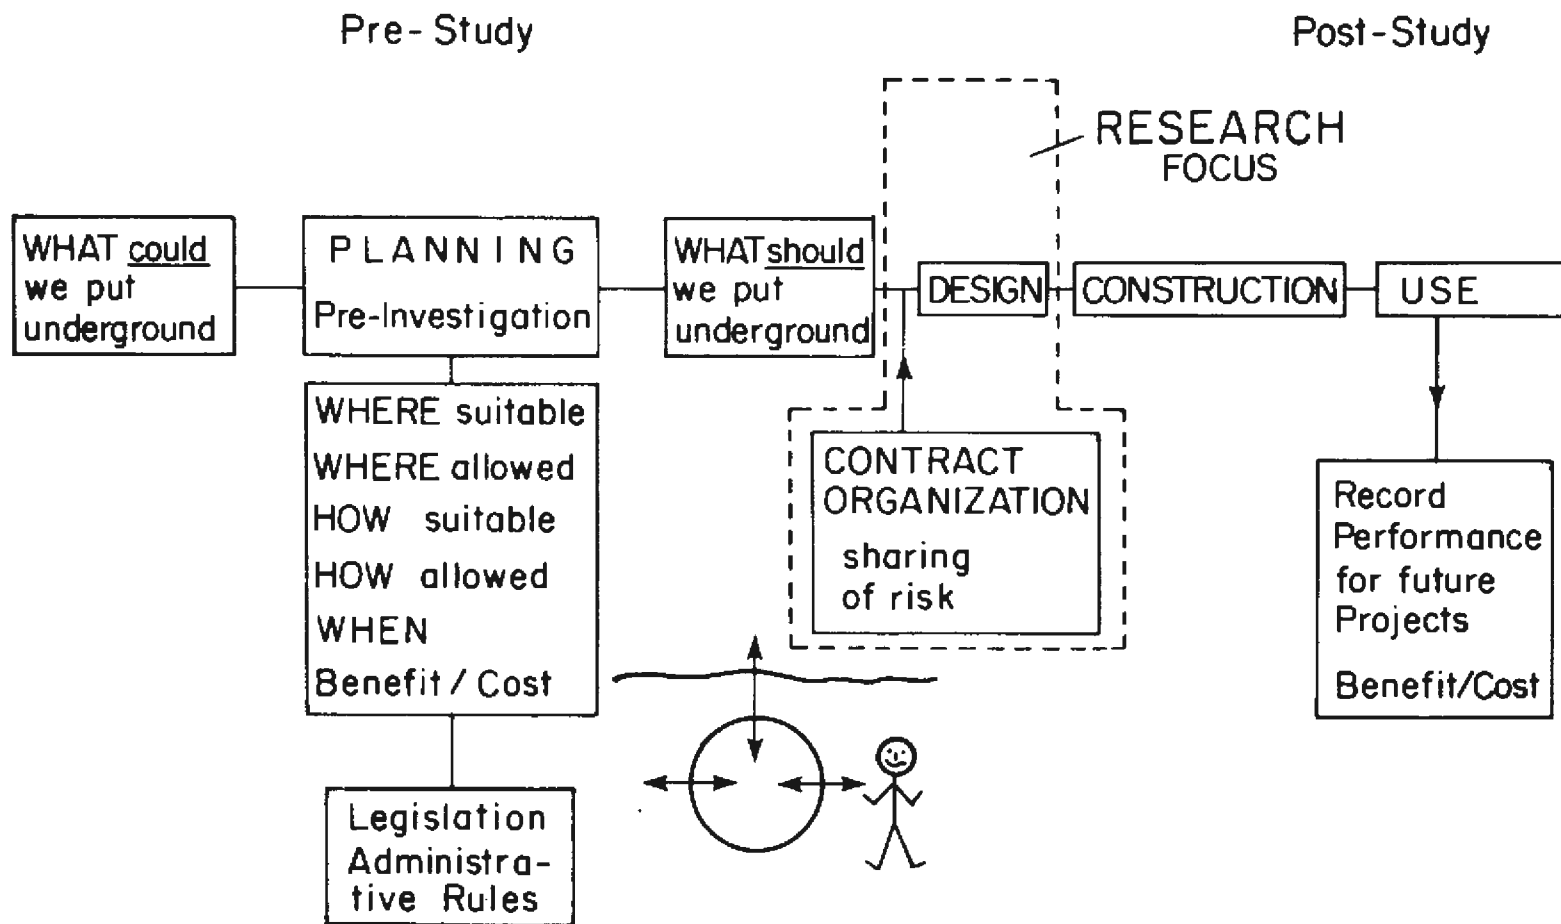 Pre-Study
Post-Study
RESEARCH
FOCUS
WHAT could
we put
underground
PLANNING
Pre-Investigation
WHAT should
we put
underground
DESIGN
CONSTRUCTION
USE
WHERE suitable
WHERE allowed
HOW suitable
HOW allowed
WHEN
Benefit/Cost
Legislation
Administra-
tive Rules
CONTRACT
ORGANIZATION
sharing
of risk
Record
Performance
for future
Projects
Benefit/Cost